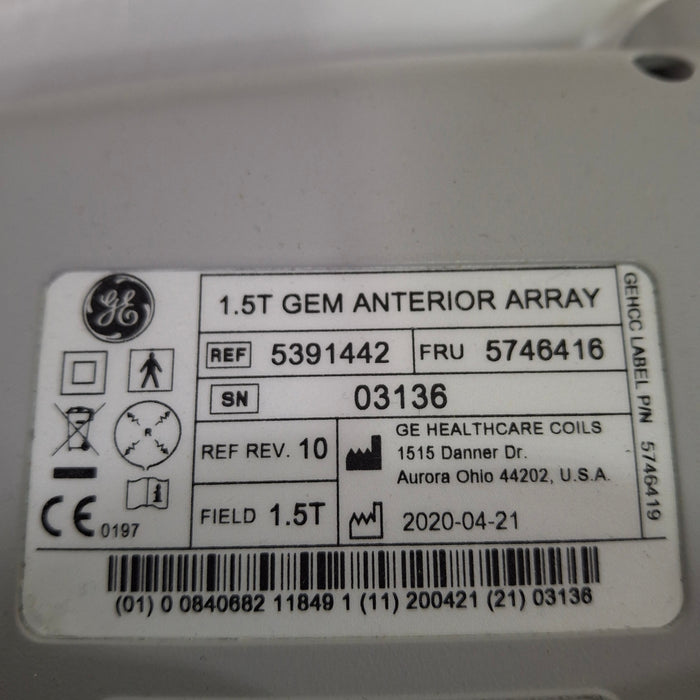 GE
1.5T GEM ANTERIOR ARRAY
REF 5391442 FRU 5746416
SN 03136
REF REV. 10
GE HEALTHCARE COILS
1515 Danner Dr.
Aurora Ohio 44202, U.S.A.
FIELD 1.5T
2020-04-21
R
i
CE 0197
GEHCC LABEL P/N 5746419
(01) 0 0840682 11849 1 (11) 200421 (21) 03136